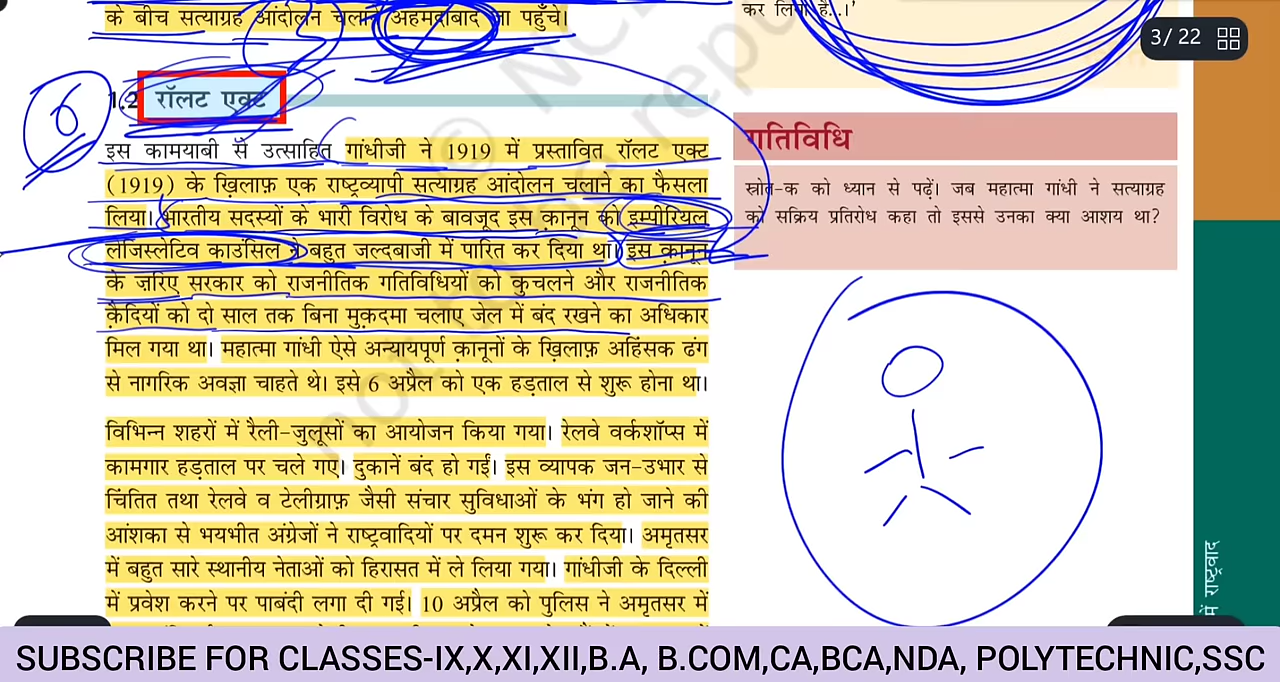 के बीच सत्याग्रह आंदोलन चलाने अहमदाबाद जा पहुँचे।
कर लिया है...।'
3 / 22
6
1.2 रॉलट एक्ट
इस कामयाबी से उत्साहित गांधीजी ने 1919 में प्रस्तावित रॉलट एक्ट
(1919) के ख़िलाफ़ एक राष्ट्रव्यापी सत्याग्रह आंदोलन चलाने का फैसला
लिया। भारतीय सदस्यों के भारी विरोध के बावजूद इस क़ानून को इम्पीरियल
लेजिस्लेटिव काउंसिल ने बहुत जल्दबाजी में पारित कर दिया था। इस क़ानून
के ज़रिए सरकार को राजनीतिक गतिविधियों को कुचलने और राजनीतिक
क़ैदियों को दो साल तक बिना मुक़दमा चलाए जेल में बंद रखने का अधिकार
मिल गया था। महात्मा गांधी ऐसे अन्यायपूर्ण क़ानूनों के ख़िलाफ़ अहिंसक ढंग
से नागरिक अवज्ञा चाहते थे। इसे 6 अप्रैल को एक हड़ताल से शुरू होना था।
विभिन्न शहरों में रैली-जुलूसों का आयोजन किया गया। रेलवे वर्कशॉप्स में
कामगार हड़ताल पर चले गए। दुकानें बंद हो गईं। इस व्यापक जन-उभार से
चिंतित तथा रेलवे व टेलीग्राफ़ जैसी संचार सुविधाओं के भंग हो जाने की
आंशका से भयभीत अंग्रेजों ने राष्ट्रवादियों पर दमन शुरू कर दिया। अमृतसर
में बहुत सारे स्थानीय नेताओं को हिरासत में ले लिया गया। गांधीजी के दिल्ली
में प्रवेश करने पर पाबंदी लगा दी गई। 10 अप्रैल को पुलिस ने अमृतसर में
गतिविधि
स्रोत-क को ध्यान से पढ़ें। जब महात्मा गांधी ने सत्याग्रह
को सक्रिय प्रतिरोध कहा तो इससे उनका क्या आशय था?
में राष्ट्रवाद
not be repu
© NC
SUBSCRIBE FOR CLASSES-IX,X,XI,XII,B.A, B.COM,CA,BCA,NDA, POLYTECHNIC,SSC